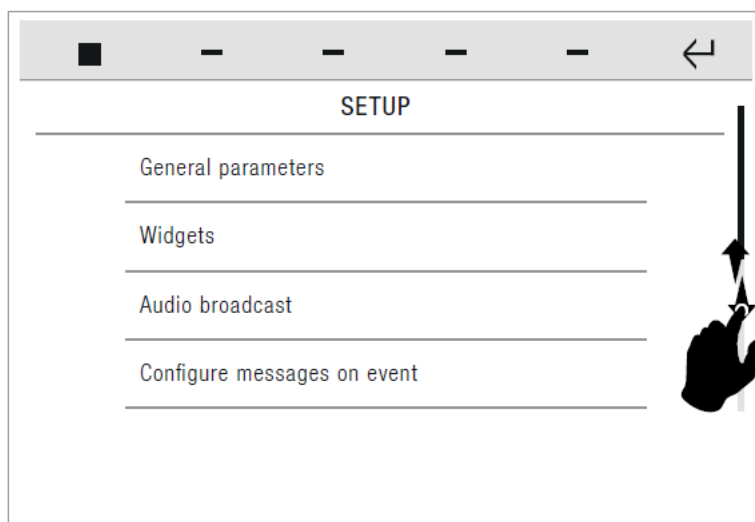 SETUP
General parameters
Widgets
Audio broadcast
Configure messages on event